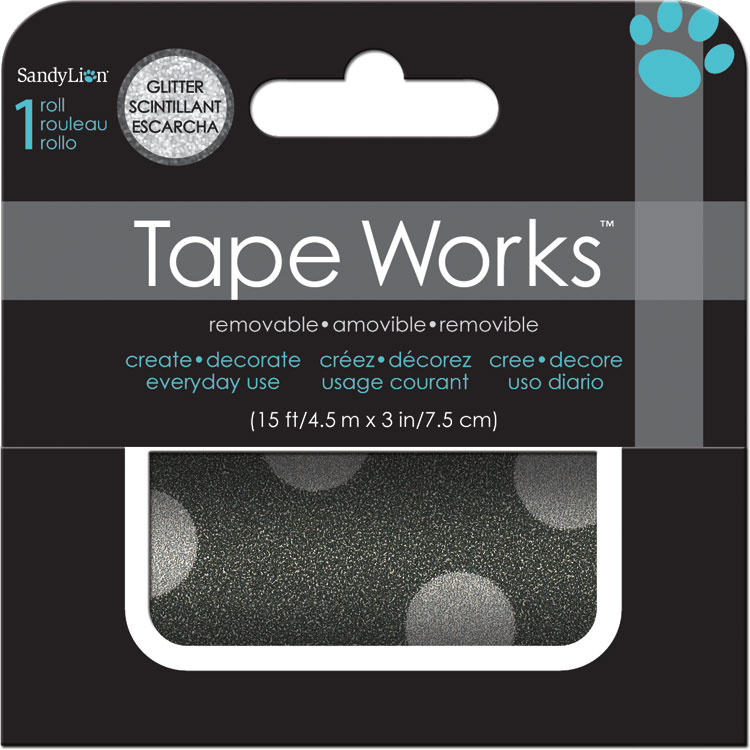 SandyLion
1 roll
rouleau
rollo
GLITTER
SCINTILLANT
ESCARCHA
Tape Works™
removable•amovible•removible
create•decorate créez•décorez cree•decore
everyday use usage courant uso diario
(15 ft/4.5 m x 3 in/7.5 cm)